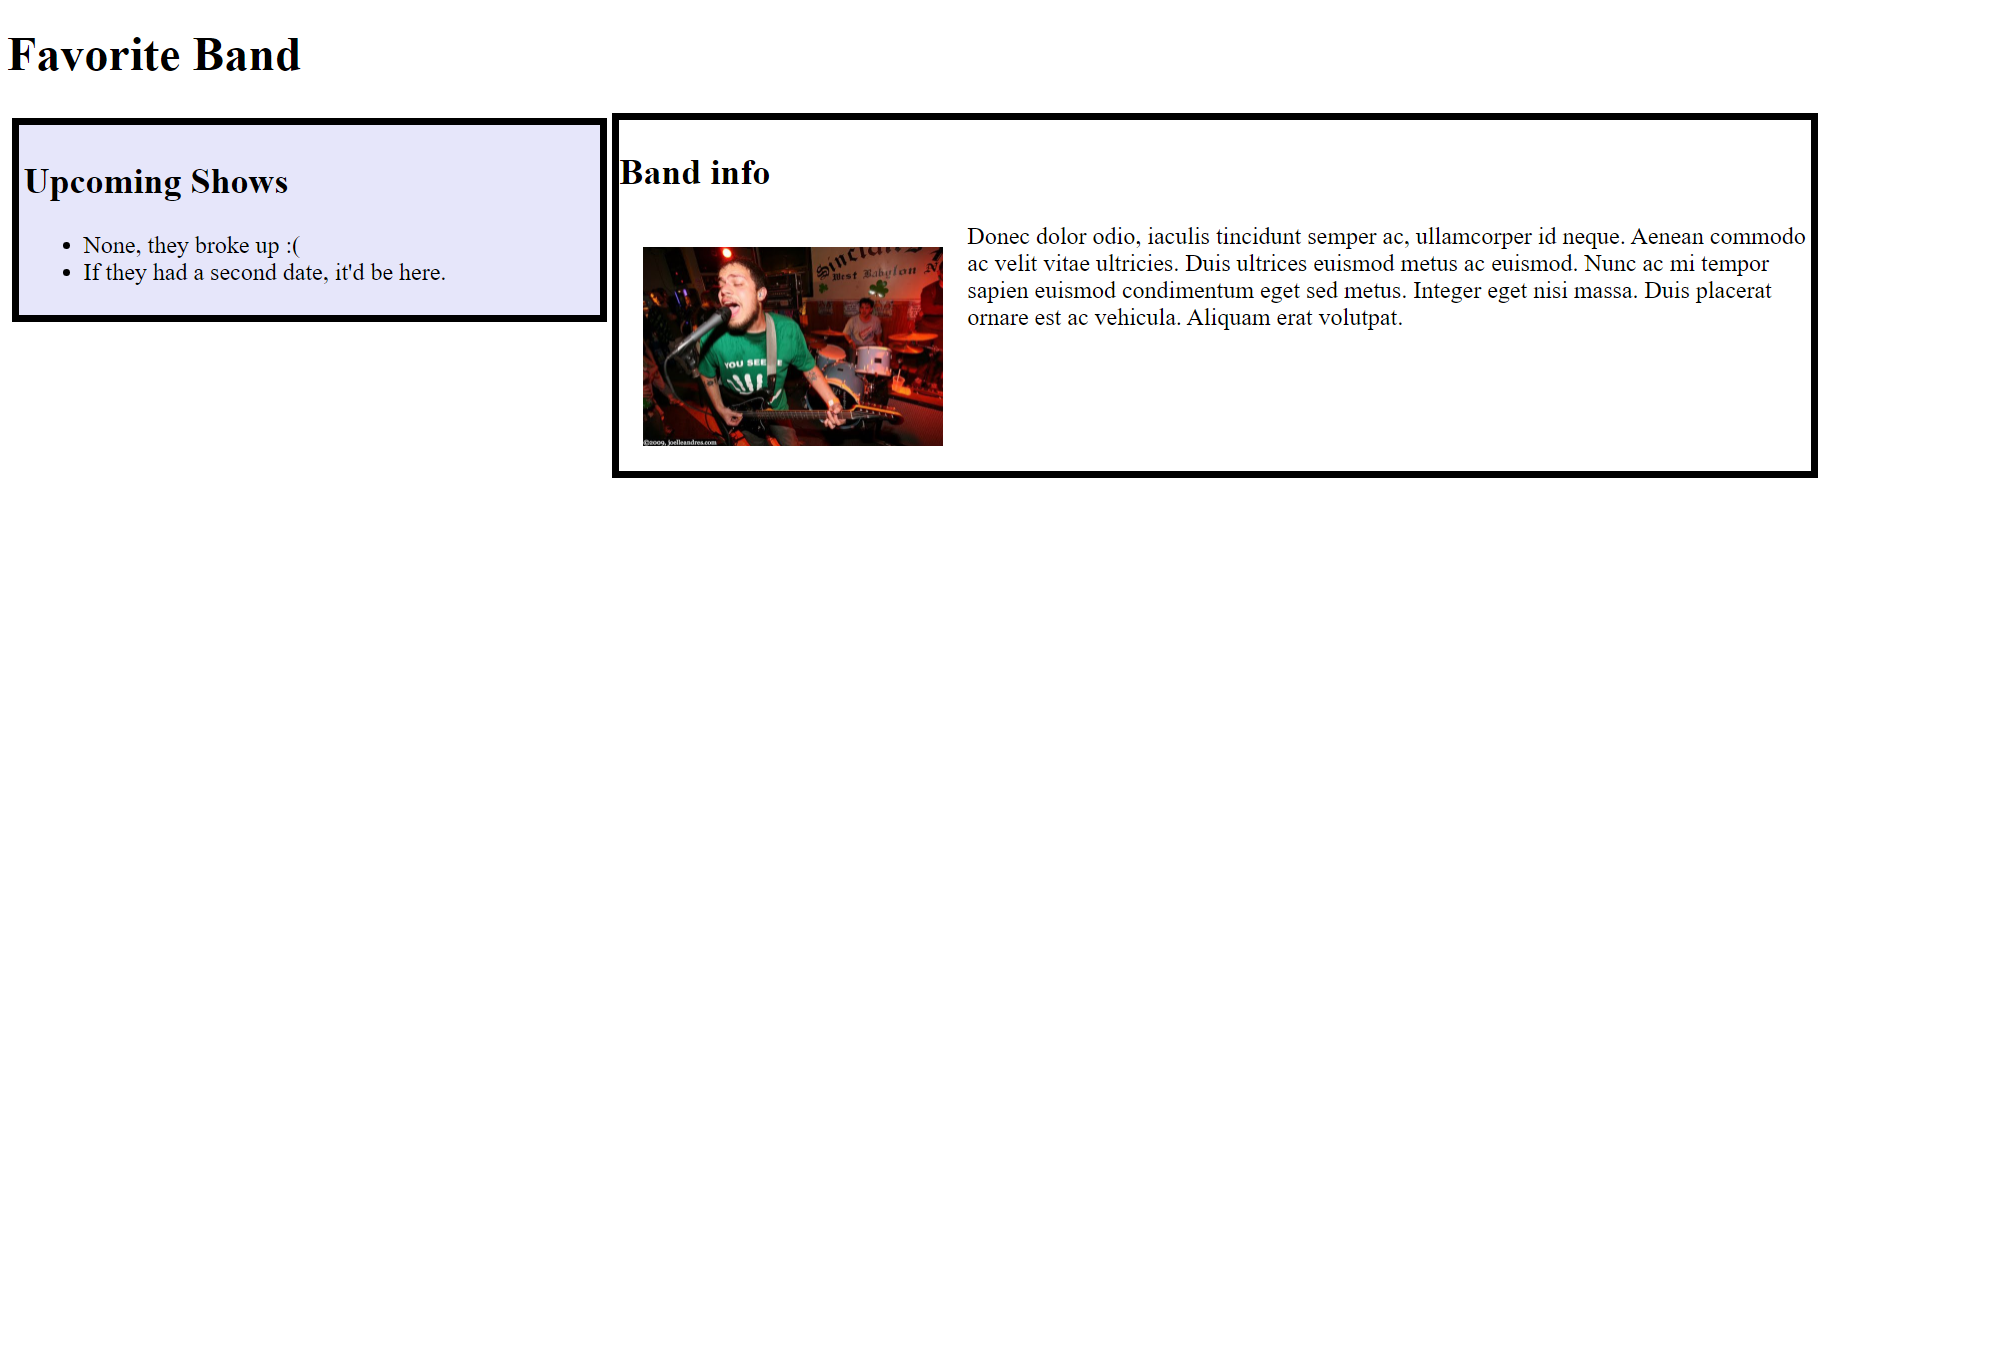 Favorite Band
Upcoming Shows
None, they broke up :(
If they had a second date, it'd be here.
Band info
Donec dolor odio, iaculis tincidunt semper ac, ullamcorper id neque. Aenean commodo
ac velit vitae ultricies. Duis ultrices euismod metus ac euismod. Nunc ac mi tempor
sapien euismod condimentum eget sed metus. Integer eget nisi massa. Duis placerat
ornare est ac vehicula. Aliquam erat volutpat.
Sinclair's
West Babylon N
YOU SEE
©2009, joelleandres.com